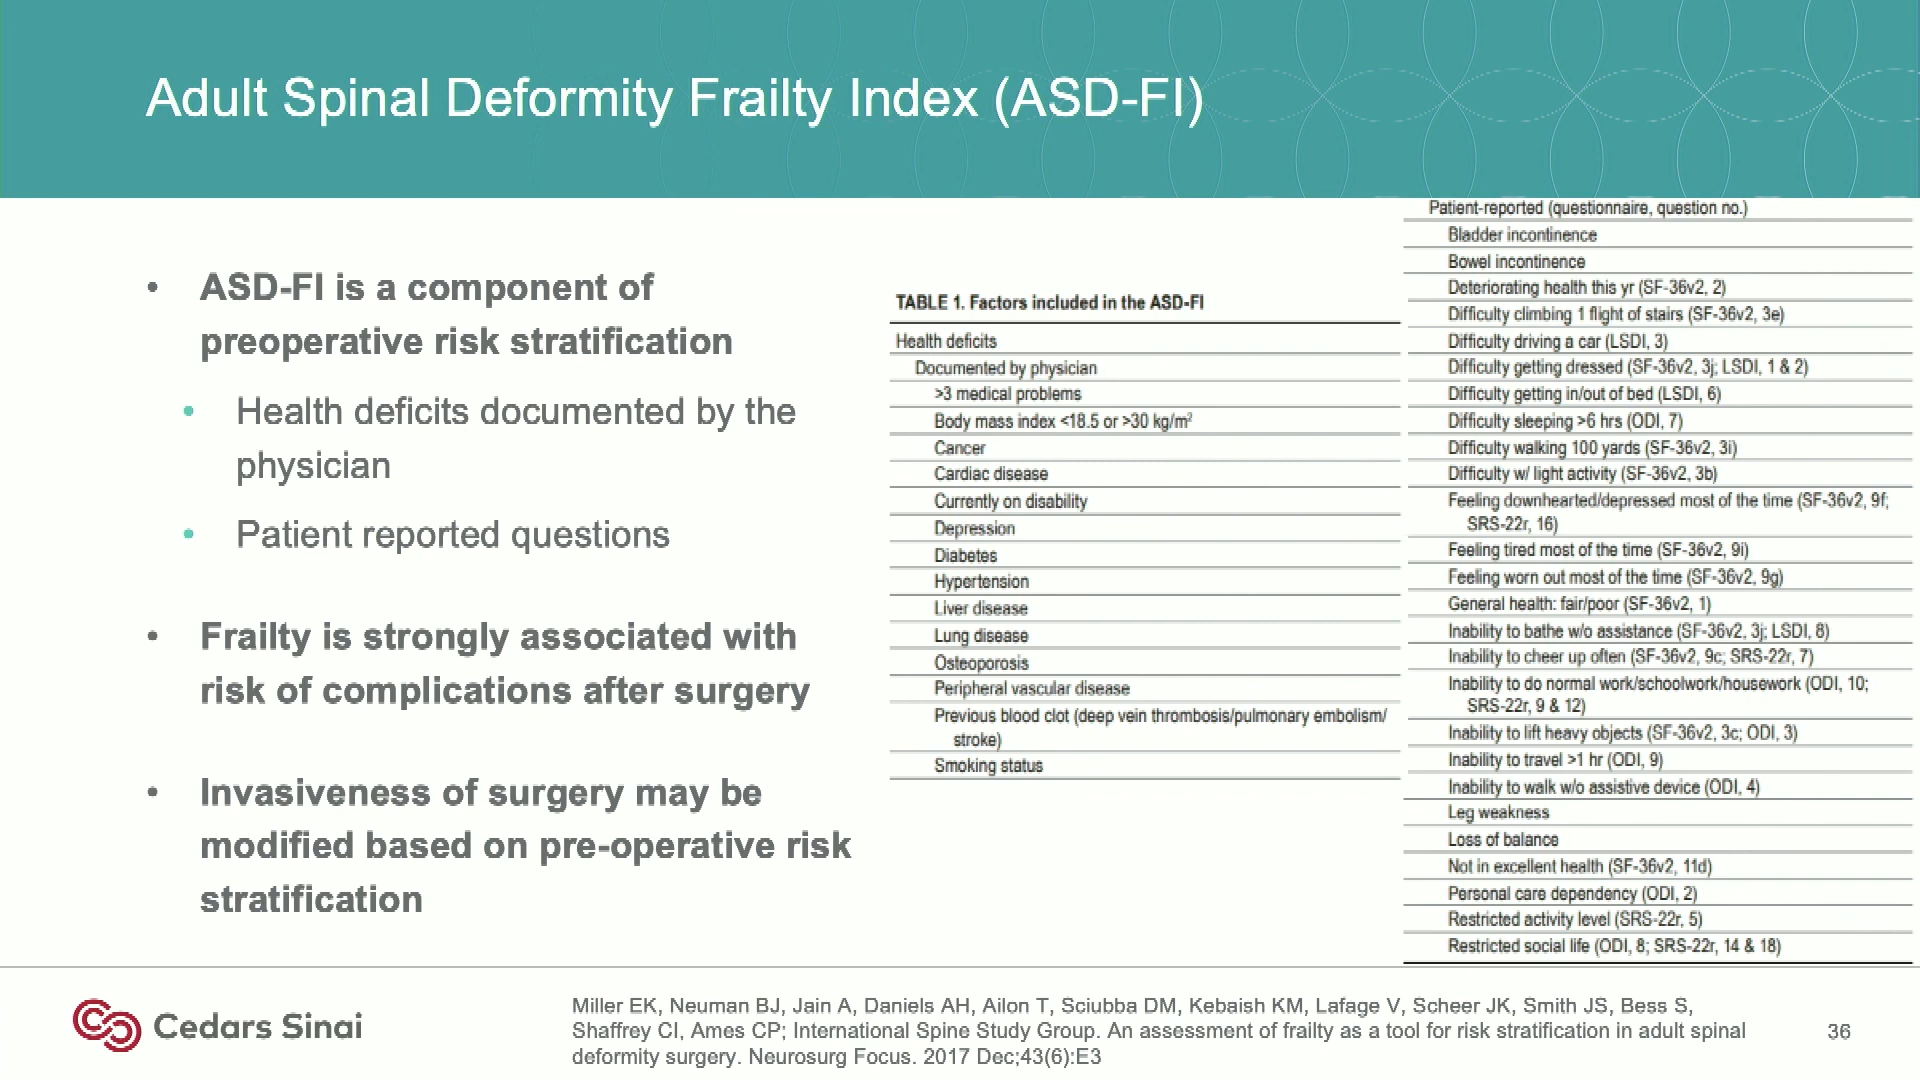 Adult Spinal Deformity Frailty Index (ASD-FI)
• ASD-FI is a component of
preoperative risk stratification
• Health deficits documented by the
physician
• Patient reported questions
• Frailty is strongly associated with
risk of complications after surgery
• Invasiveness of surgery may be
modified based on pre-operative risk
stratification
TABLE 1. Factors included in the ASD-FI
Health deficits
Documented by physician
>3 medical problems
Body mass index <18.5 or >30 kg/m²
Cancer
Cardiac disease
Currently on disability
Depression
Diabetes
Hypertension
Liver disease
Lung disease
Osteoporosis
Peripheral vascular disease
Previous blood clot (deep vein thrombosis/pulmonary embolism/
stroke)
Smoking status
Patient-reported (questionnaire, question no.)
Bladder incontinence
Bowel incontinence
Deteriorating health this yr (SF-36v2, 2)
Difficulty climbing 1 flight of stairs (SF-36v2, 3e)
Difficulty driving a car (LSDI, 3)
Difficulty getting dressed (SF-36v2, 3j; LSDI, 1 & 2)
Difficulty getting in/out of bed (LSDI, 6)
Difficulty sleeping >6 hrs (ODI, 7)
Difficulty walking 100 yards (SF-36v2, 3i)
Difficulty w/ light activity (SF-36v2, 3b)
Feeling downhearted/depressed most of the time (SF-36v2, 9f;
SRS-22r, 16)
Feeling tired most of the time (SF-36v2, 9i)
Feeling worn out most of the time (SF-36v2, 9g)
General health: fair/poor (SF-36v2, 1)
Inability to bathe w/o assistance (SF-36v2, 3j; LSDI, 8)
Inability to cheer up often (SF-36v2, 9c; SRS-22r, 7)
Inability to do normal work/schoolwork/housework (ODI, 10;
SRS-22r, 9 & 12)
Inability to lift heavy objects (SF-36v2, 3c; ODI, 3)
Inability to travel >1 hr (ODI, 9)
Inability to walk w/o assistive device (ODI, 4)
Leg weakness
Loss of balance
Not in excellent health (SF-36v2, 11d)
Personal care dependency (ODI, 2)
Restricted activity level (SRS-22r, 5)
Restricted social life (ODI, 8; SRS-22r, 14 & 18)
Cedars Sinai
Miller EK, Neuman BJ, Jain A, Daniels AH, Ailon T, Sciubba DM, Kebaish KM, Lafage V, Scheer JK, Smith JS, Bess S,
Shaffrey CI, Ames CP; International Spine Study Group. An assessment of frailty as a tool for risk stratification in adult spinal
deformity surgery. Neurosurg Focus. 2017 Dec;43(6):E3
36